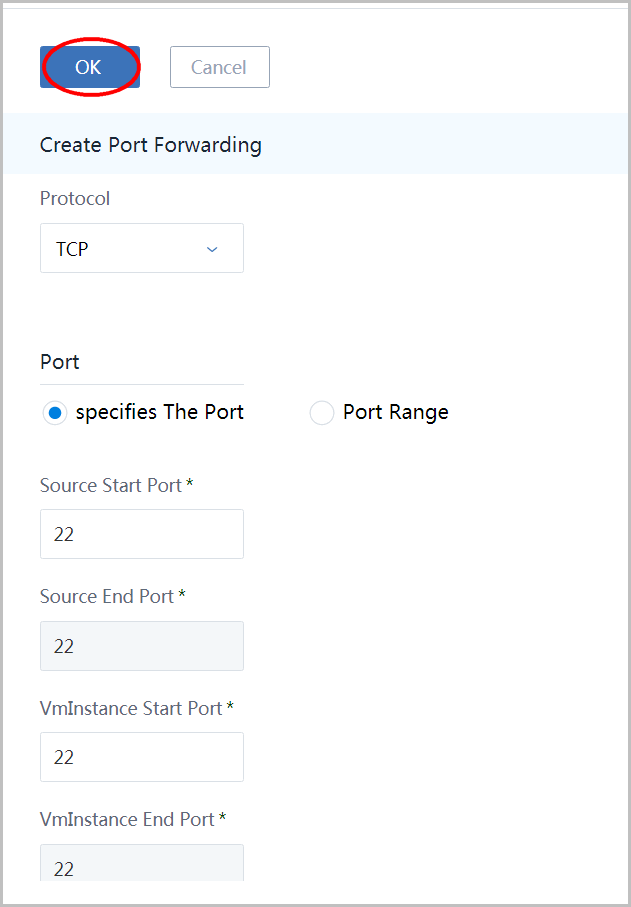 OK Cancel
Create Port Forwarding
Protocol
TCP
Port
specifies The Port Port Range
Source Start Port *
22
Source End Port *
22
VmInstance Start Port *
22
VmInstance End Port *
22